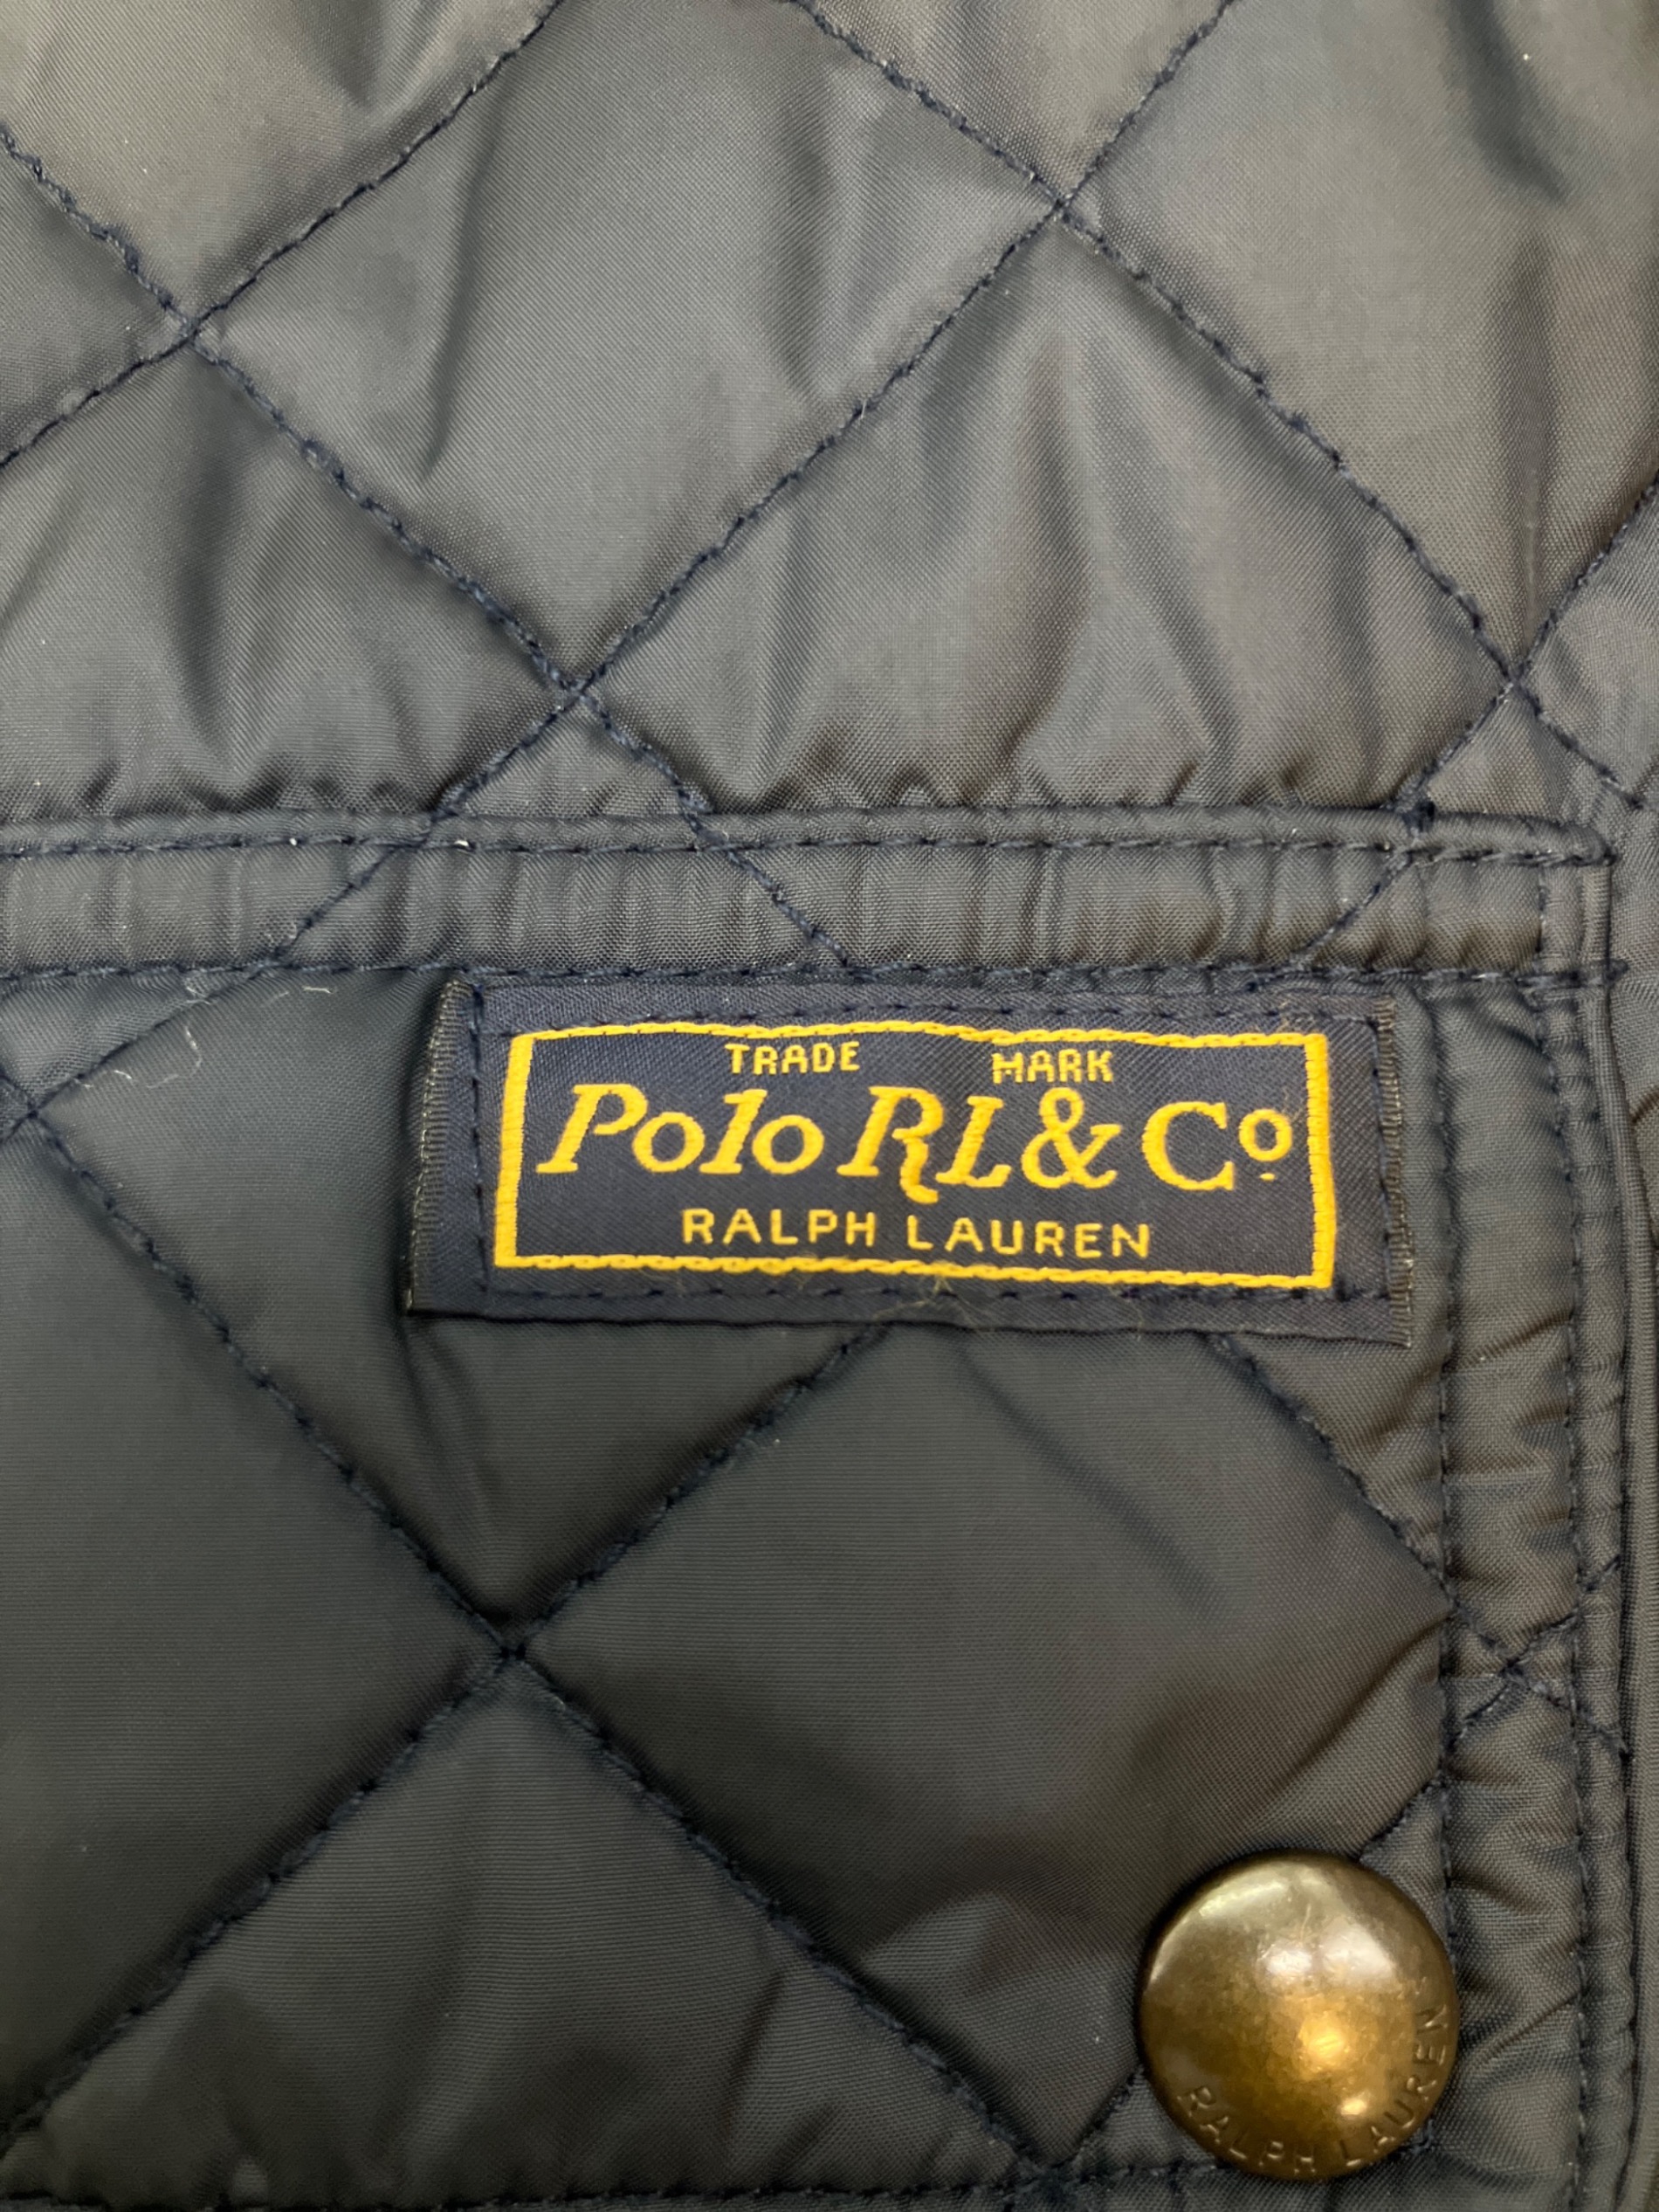 TRADE MARK
Polo RL & Cº
RALPH LAUREN
RALPH LAUREN